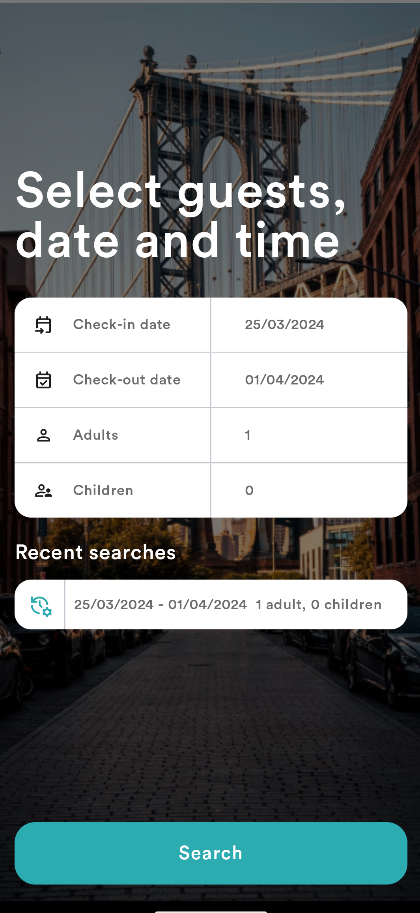 Select guests,
date and time
Check-in date 25/03/2024
Check-out date 01/04/2024
Adults 1
Children 0
Recent searches
25/03/2024 - 01/04/2024 1 adult, 0 children
Search